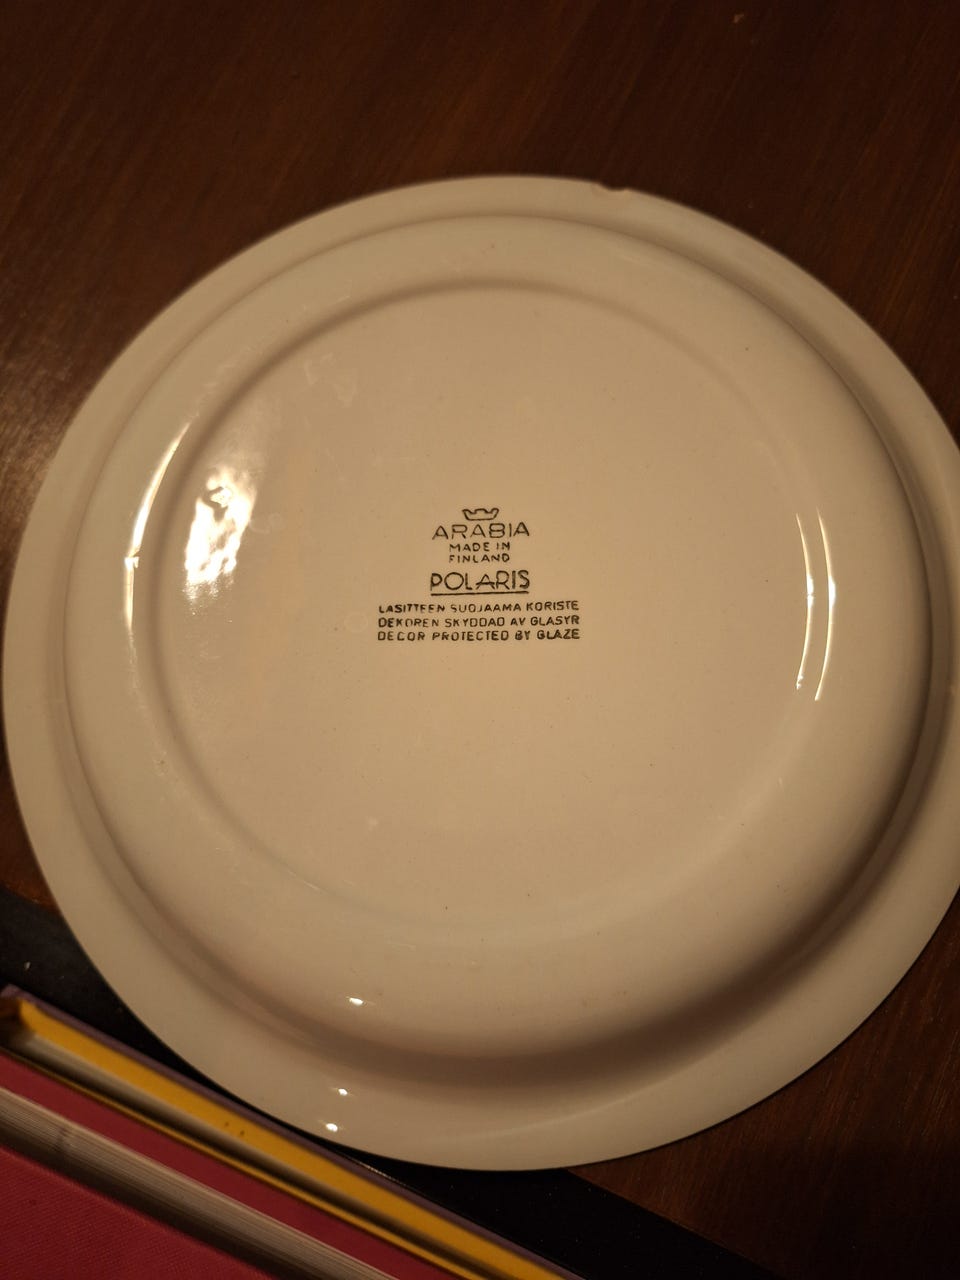 ARABIA
MADE IN
FINLAND
POLARIS
LASITTEEN SUOJAAMA KORISTE
DEKOREN SKYDDAD AV GLASYR
DECOR PROTECTED BY GLAZE